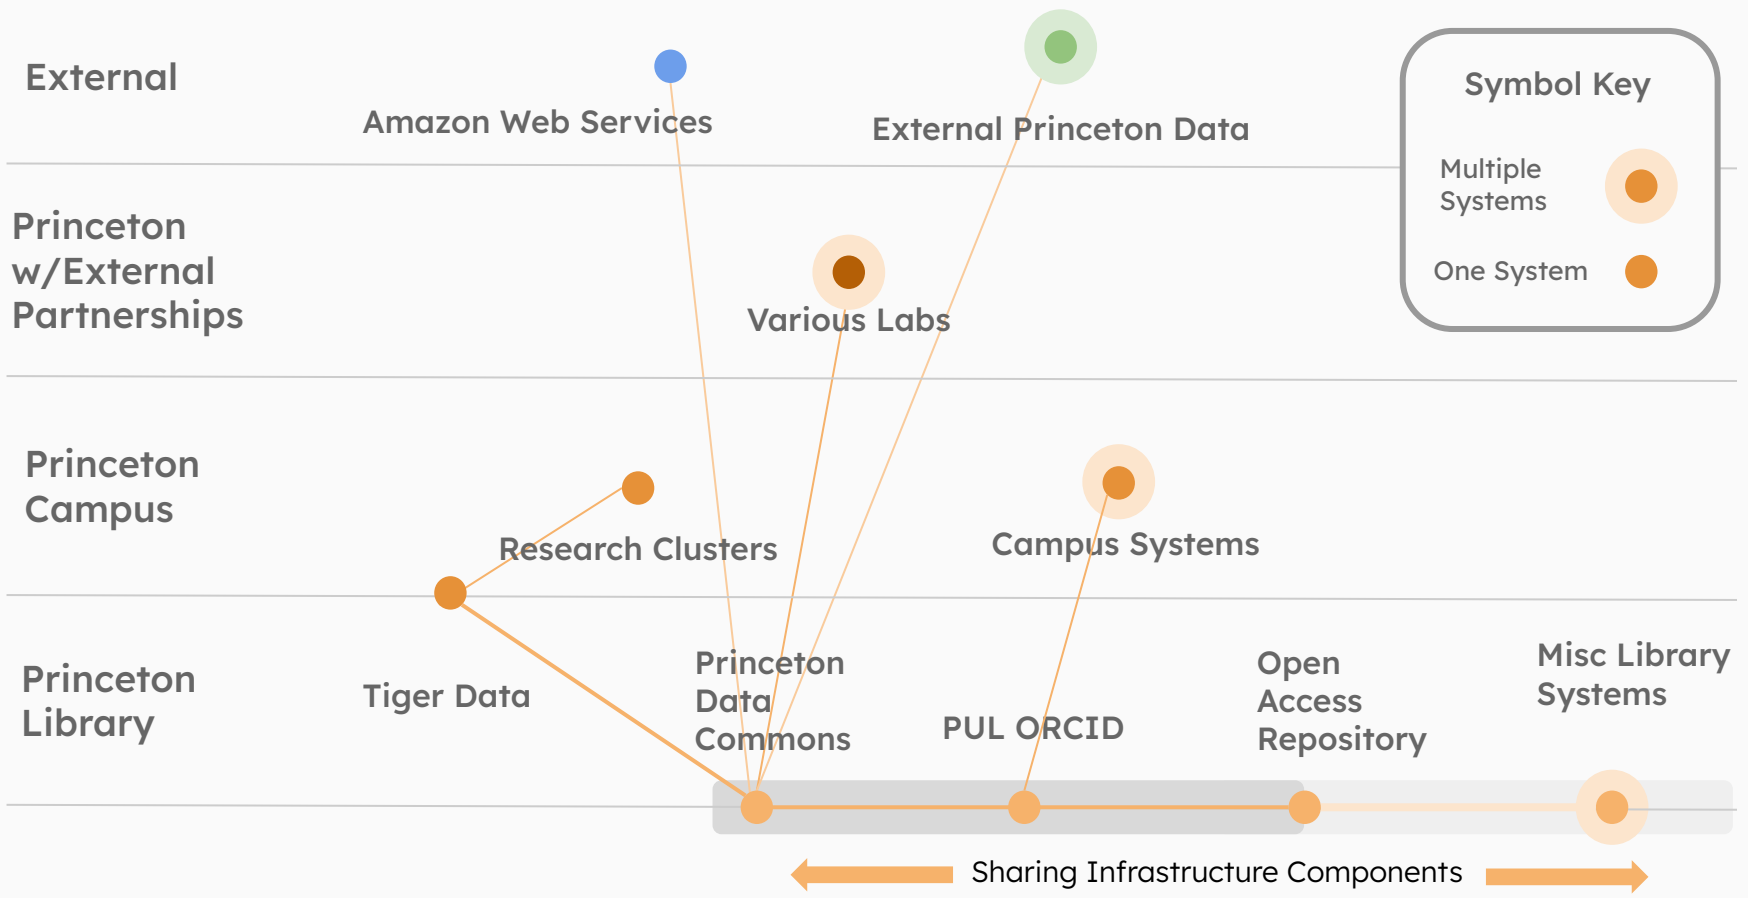 External
Amazon Web Services
External Princeton Data
Symbol Key
Multiple
Systems
One System
Princeton
w/External
Partnerships
Various Labs
Princeton
Campus
Research Clusters
Campus Systems
Princeton
Library
Tiger Data
Princeton
Data
Commons
PUL ORCID
Open
Access
Repository
Misc Library
Systems
Sharing Infrastructure Components